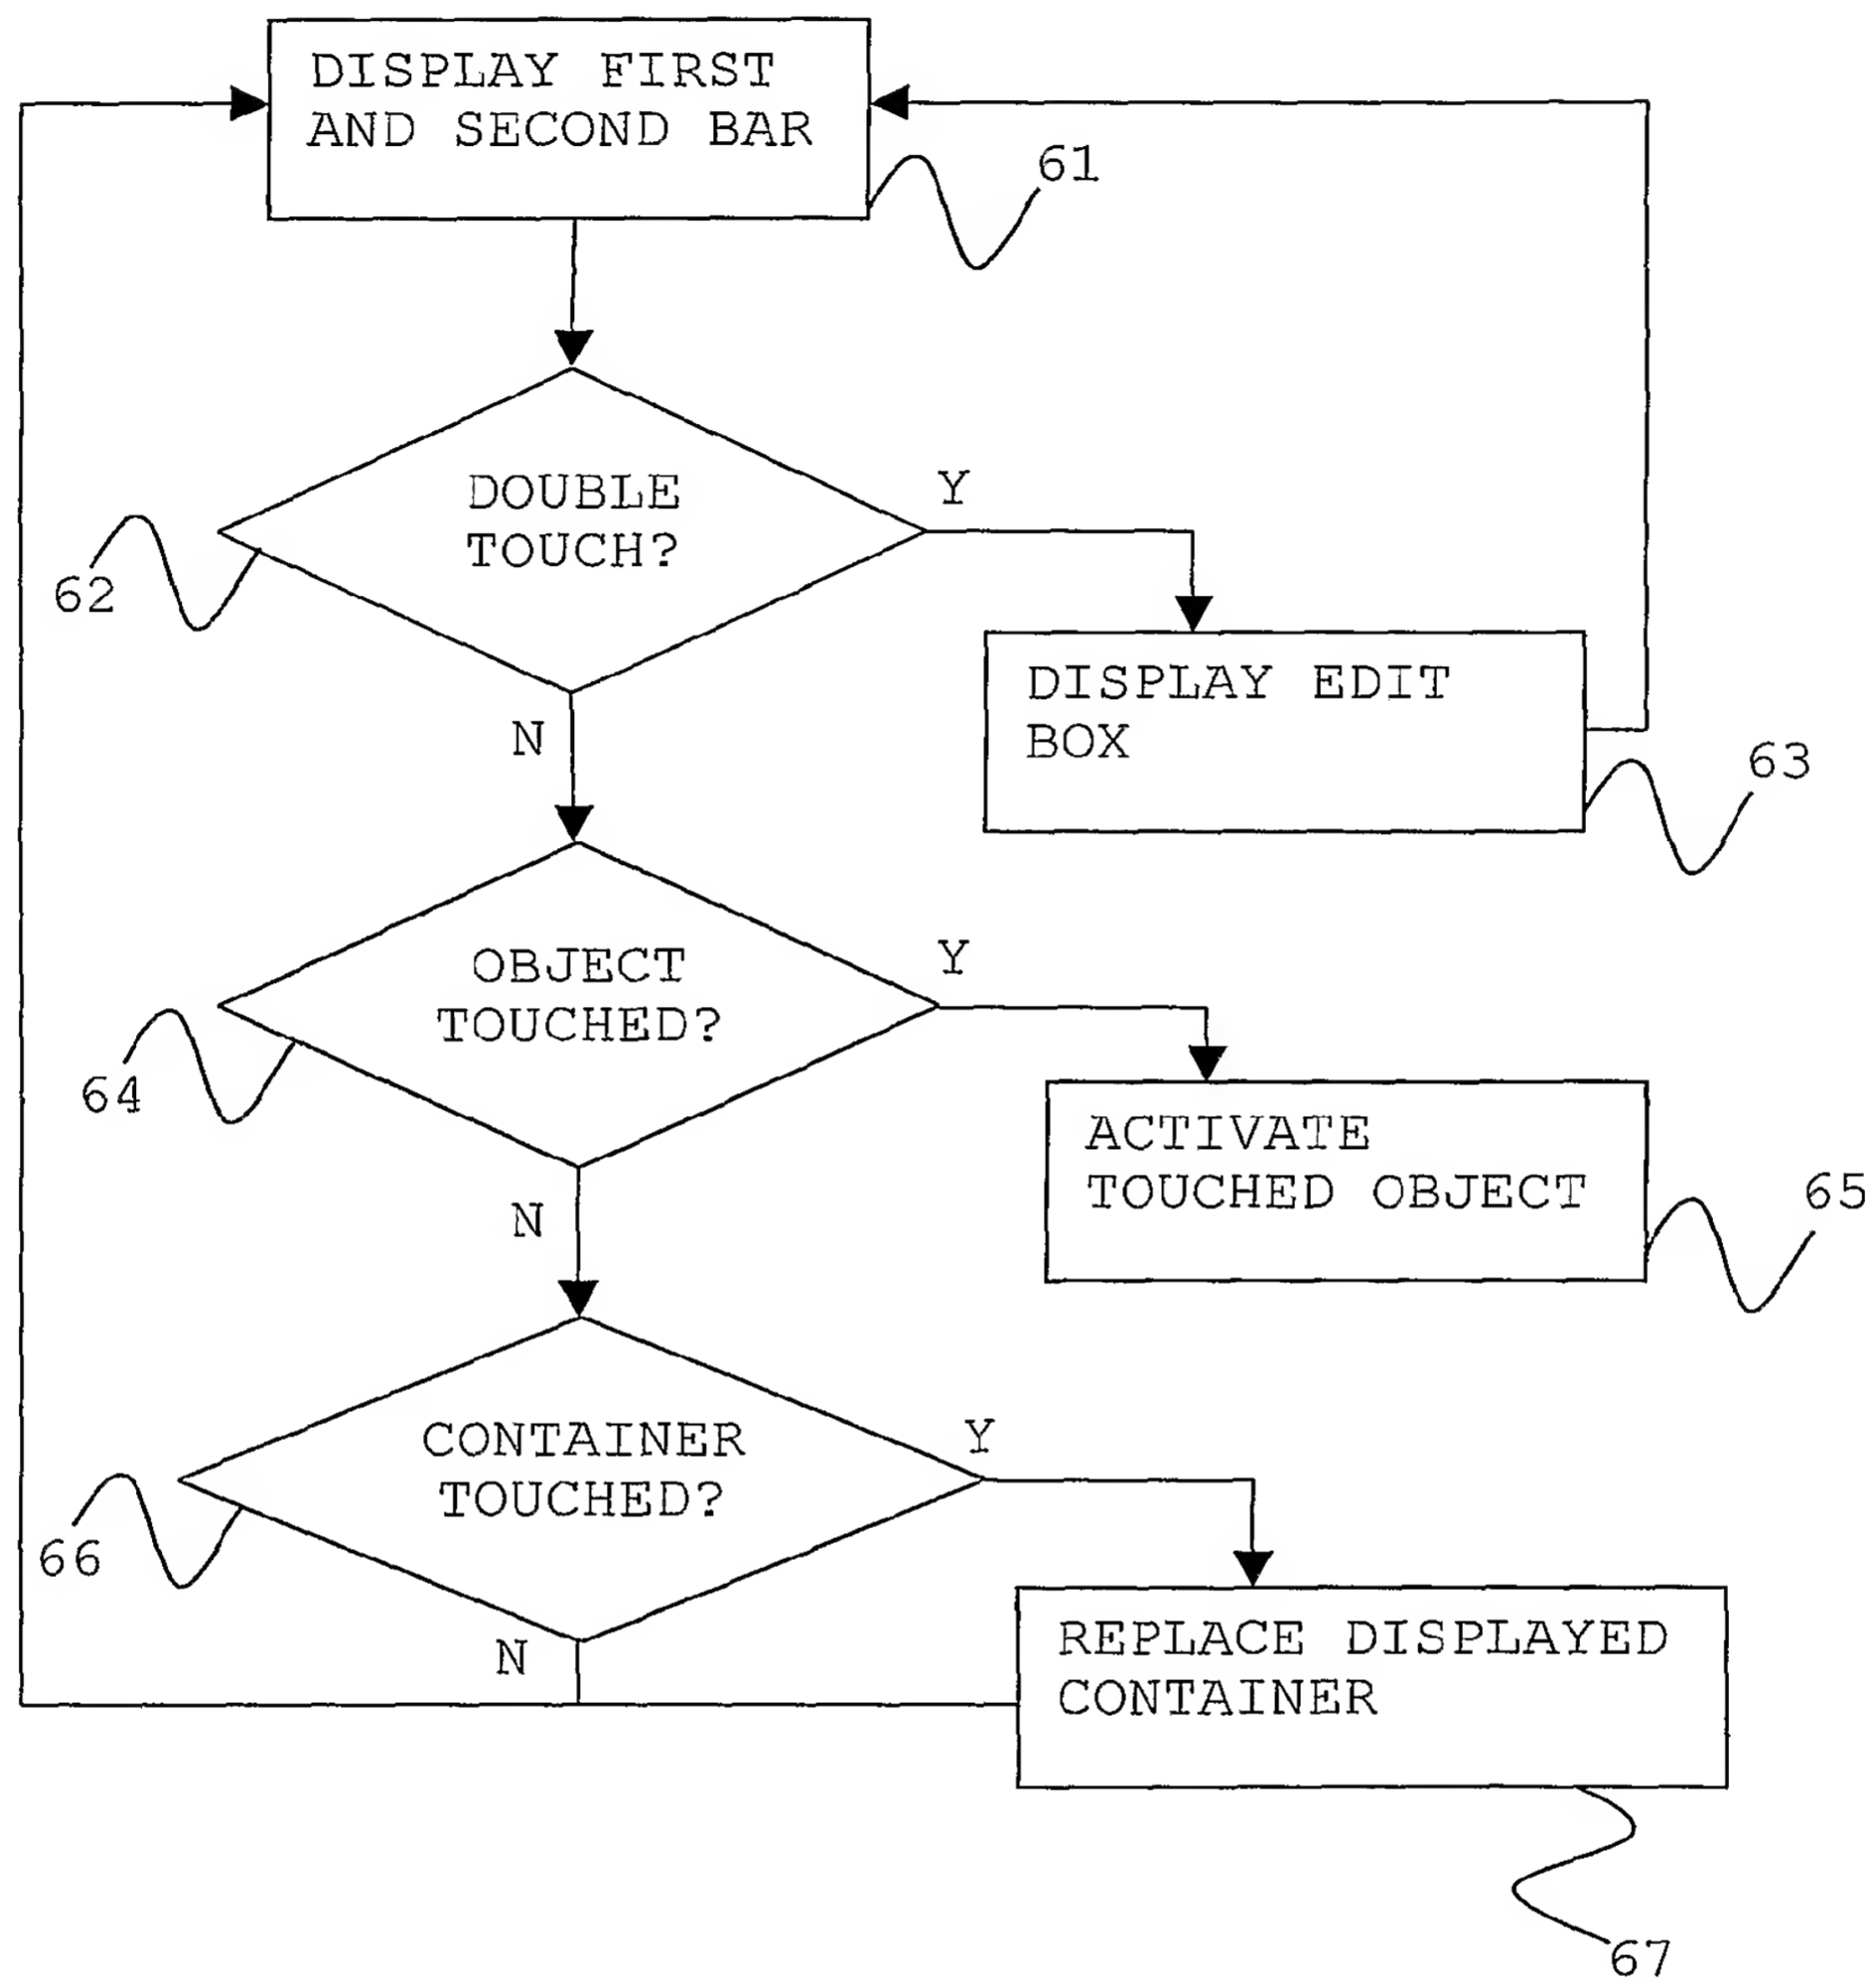 DISPLAY FIRST
AND SECOND BAR
61
DOUBLE
TOUCH?
Y
62
N
DISPLAY EDIT
BOX
63
OBJECT
TOUCHED?
Y
64
N
ACTIVATE
TOUCHED OBJECT
65
CONTAINER
TOUCHED?
Y
66
N
REPLACE DISPLAYED
CONTAINER
67